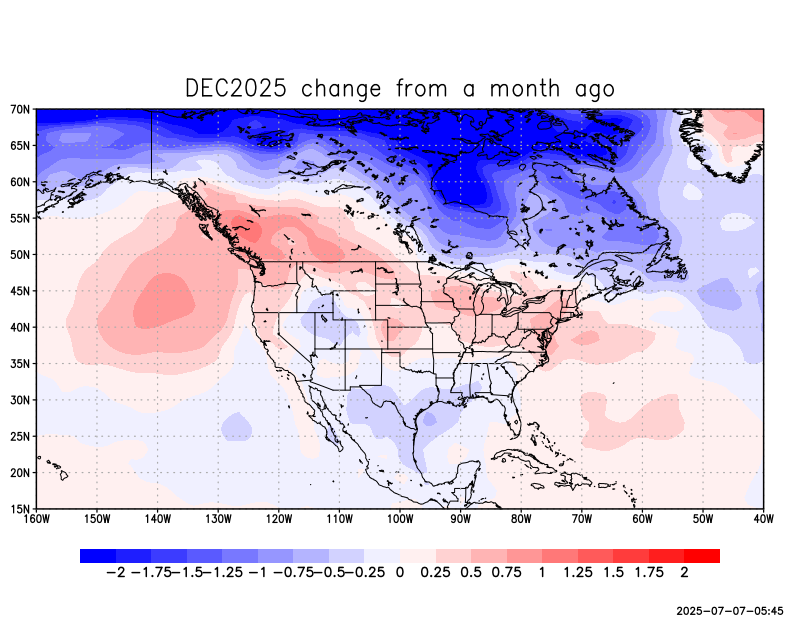 DEC2025 change from a month ago
70N
65N
60N
55N
50N
45N
40N
35N
30N
25N
20N
15N
160W 150W 140W 130W 120W 110W 100W 90W 80W 70W 60W 50W 40W
-2 -1.75 -1.5 -1.25 -1 -0.75 -0.5 -0.25 0 0.25 0.5 0.75 1 1.25 1.5 1.75 2
2025-07-07-05:45